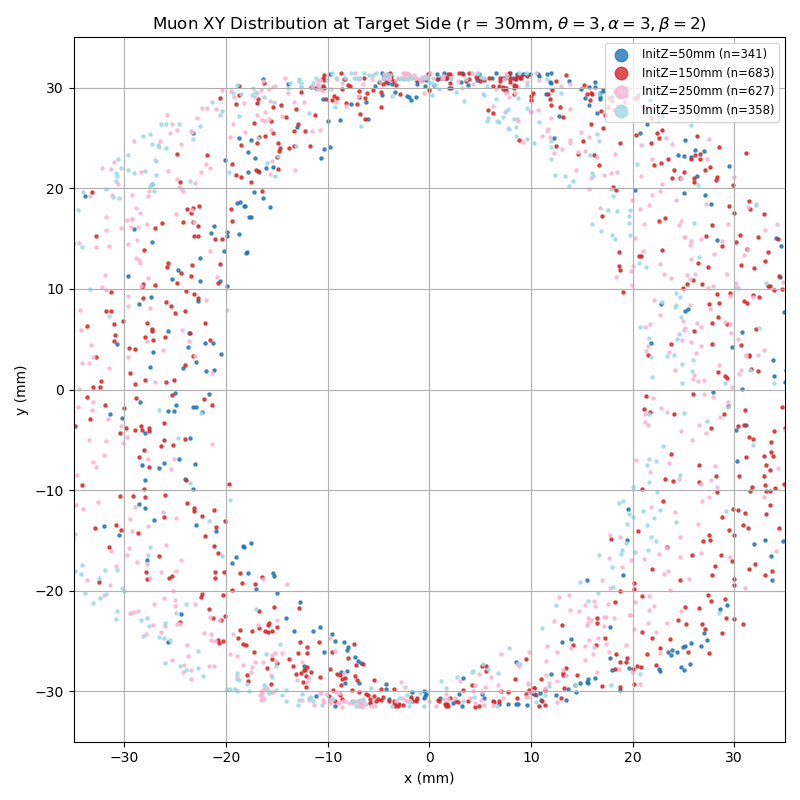 Muon XY Distribution at Target Side (r = 30mm, θ = 3, α = 3, β = 2)
InitZ=50mm (n=341)
InitZ=150mm (n=683)
InitZ=250mm (n=627)
InitZ=350mm (n=358)
30
20
10
0
−10
−20
−30
y (mm)
−30 −20 −10 0 10 20 30
x (mm)